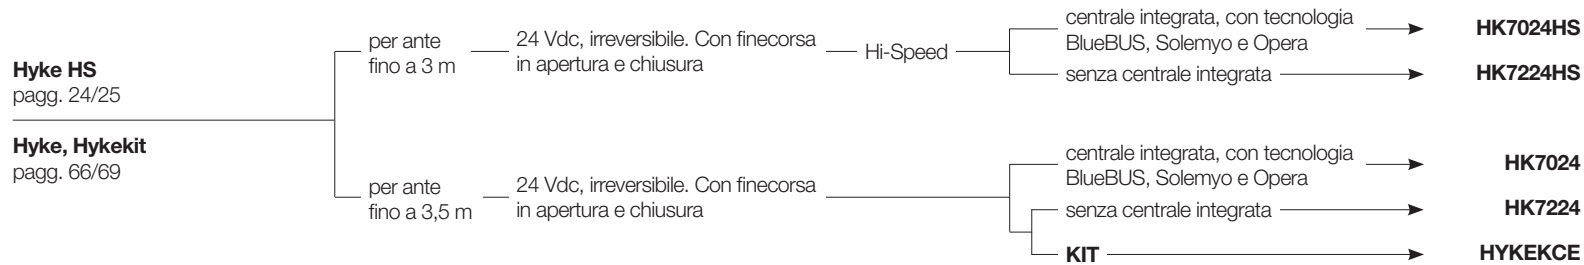 Hyke HS
pagg. 24/25
Hyke, Hykekit
pagg. 66/69
per ante
fino a 3 m
24 Vdc, irreversibile. Con finecorsa
in apertura e chiusura
Hi-Speed
centrale integrata, con tecnologia
BlueBUS, Solemyo e Opera
HK7024HS
senza centrale integrata
HK7224HS
per ante
fino a 3,5 m
24 Vdc, irreversibile. Con finecorsa
in apertura e chiusura
centrale integrata, con tecnologia
BlueBUS, Solemyo e Opera
HK7024
senza centrale integrata
HK7224
KIT
HYKEKCE